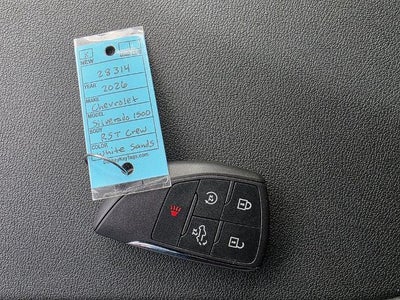 NEW
28314
YEAR 2026
MAKE Chevrolet
MODEL Silverado 1500
BODY RST Crew
COLOR White Sands